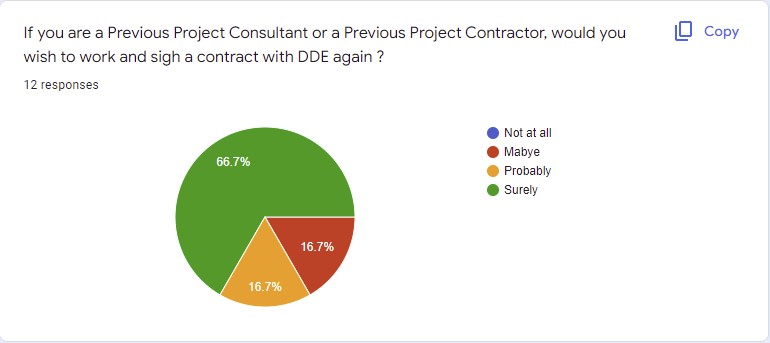 If you are a Previous Project Consultant or a Previous Project Contractor, would you
wish to work and sigh a contract with DDE again ?
Copy
12 responses
Not at all
Mabye
Probably
Surely
66.7%
16.7%
16.7%